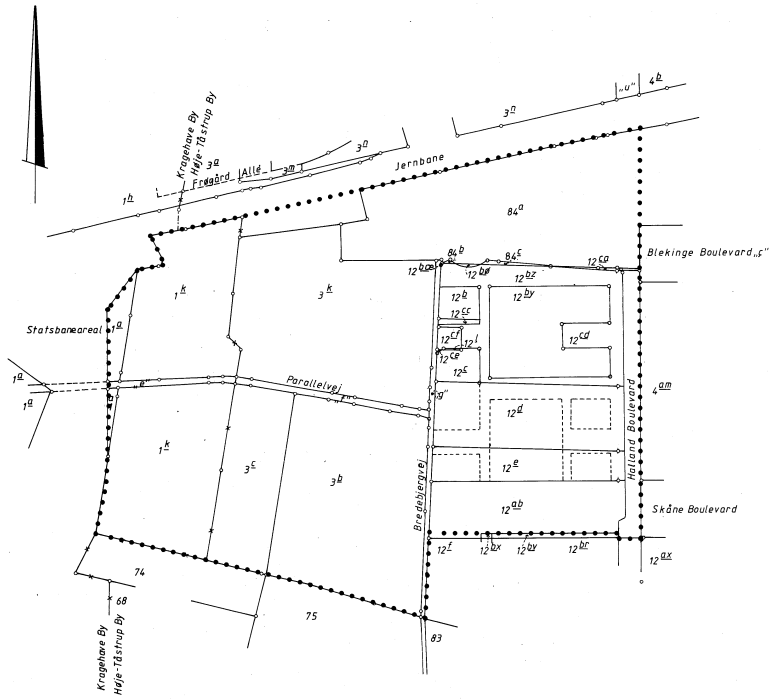 4b
"u"
3n
3n
Kragehave By
Høje-Tåstrup By
3a
Frøgård Allé
3m
1h
Jernbane
84a
Blekinge Boulevard "ç"
84b
84c
12ca
12bø
12bz
12b
12by
12cc
12cf
12l
12cd
12ce
12c
1k
3k
Statsbaneareal
1a
1a
1a
"e"
Parallelvej
"f"
"g"
4am
Halland Boulevard
12d
1k
3c
3b
12e
Bredebjergvej
12ab
Skåne Boulevard
12f
12bx
12bv
12br
12ax
74
68
75
83
Kragehave By
Høje-Tåstrup By